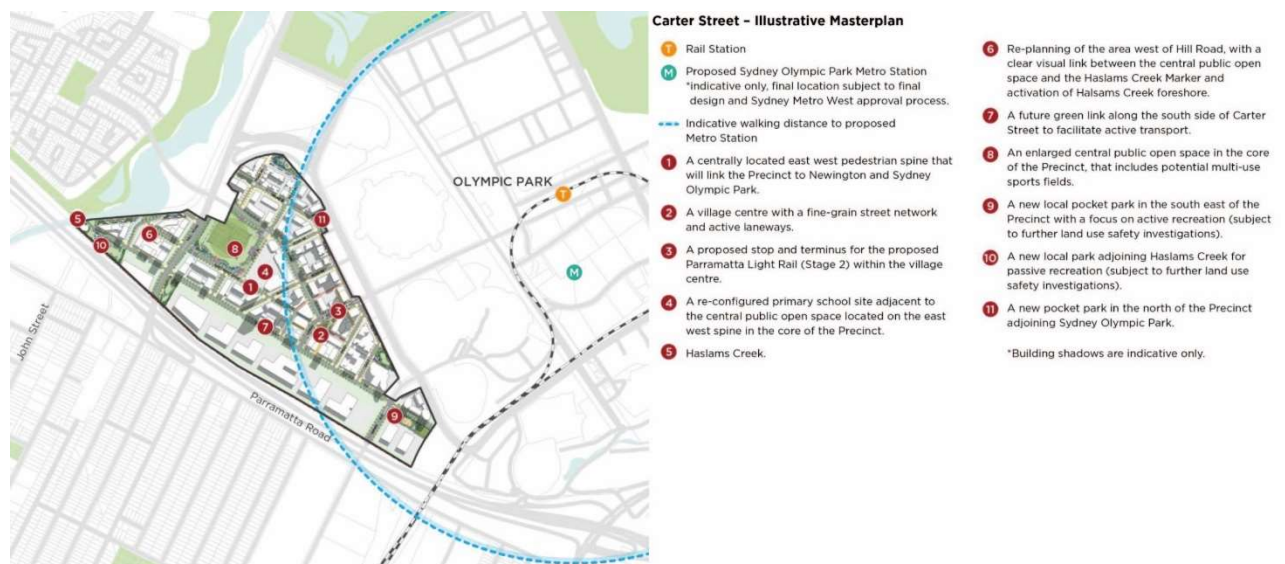 OLYMPIC PARK
T
M
11
5
6
10
8
4
1
3
7
2
9
John Street
Parramatta Road
Carter Street – Illustrative Masterplan
T Rail Station
M Proposed Sydney Olympic Park Metro Station
*indicative only, final location subject to final
design and Sydney Metro West approval process.
Indicative walking distance to proposed
Metro Station
1 A centrally located east west pedestrian spine that
will link the Precinct to Newington and Sydney
Olympic Park.
2 A village centre with a fine-grain street network
and active laneways.
3 A proposed stop and terminus for the proposed
Parramatta Light Rail (Stage 2) within the village
centre.
4 A re-configured primary school site adjacent to
the central public open space located on the east
west spine in the core of the Precinct.
5 Haslams Creek.
6 Re-planning of the area west of Hill Road, with a
clear visual link between the central public open
space and the Haslams Creek Marker and
activation of Halsams Creek foreshore.
7 A future green link along the south side of Carter
Street to facilitate active transport.
8 An enlarged central public open space in the core
of the Precinct, that includes potential multi-use
sports fields.
9 A new local pocket park in the south east of the
Precinct with a focus on active recreation (subject
to further land use safety investigations).
10 A new local park adjoining Haslams Creek for
passive recreation (subject to further land use
safety investigations).
11 A new pocket park in the north of the Precinct
adjoining Sydney Olympic Park.
*Building shadows are indicative only.